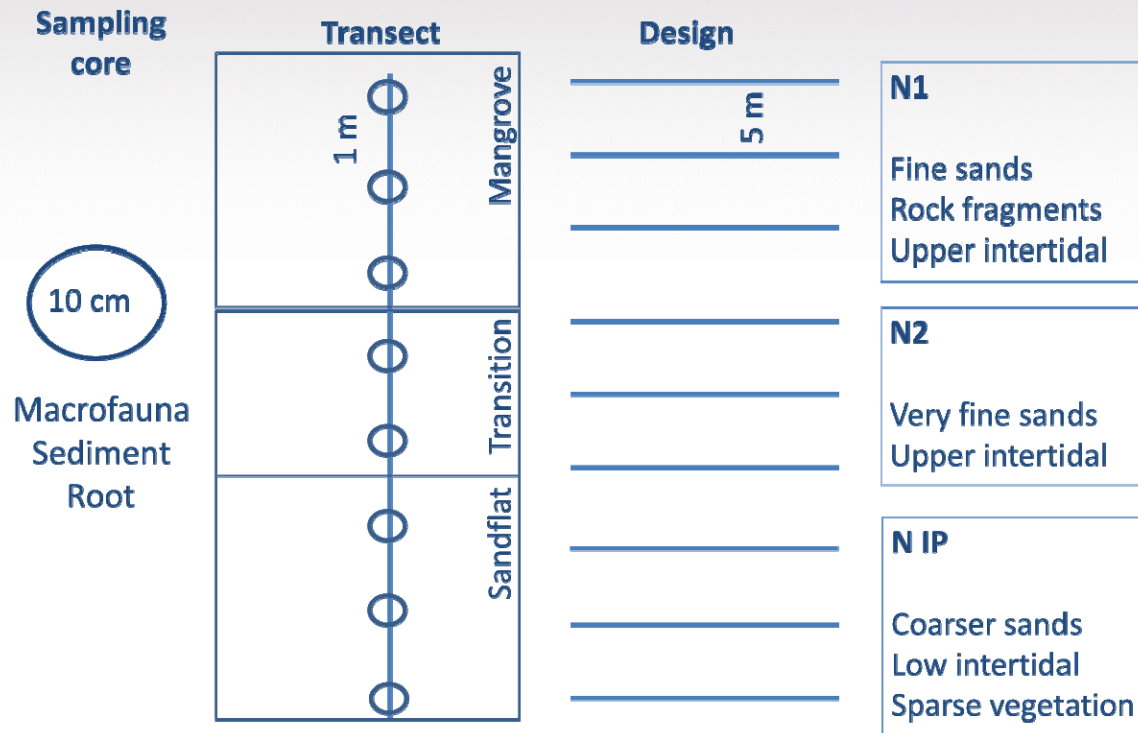 Sampling
core
Transect
Design
10 cm
Macrofauna
Sediment
Root
1 m
Mangrove
Transition
Sandflat
5 m
N1
Fine sands
Rock fragments
Upper intertidal
N2
Very fine sands
Upper intertidal
N IP
Coarser sands
Low intertidal
Sparse vegetation